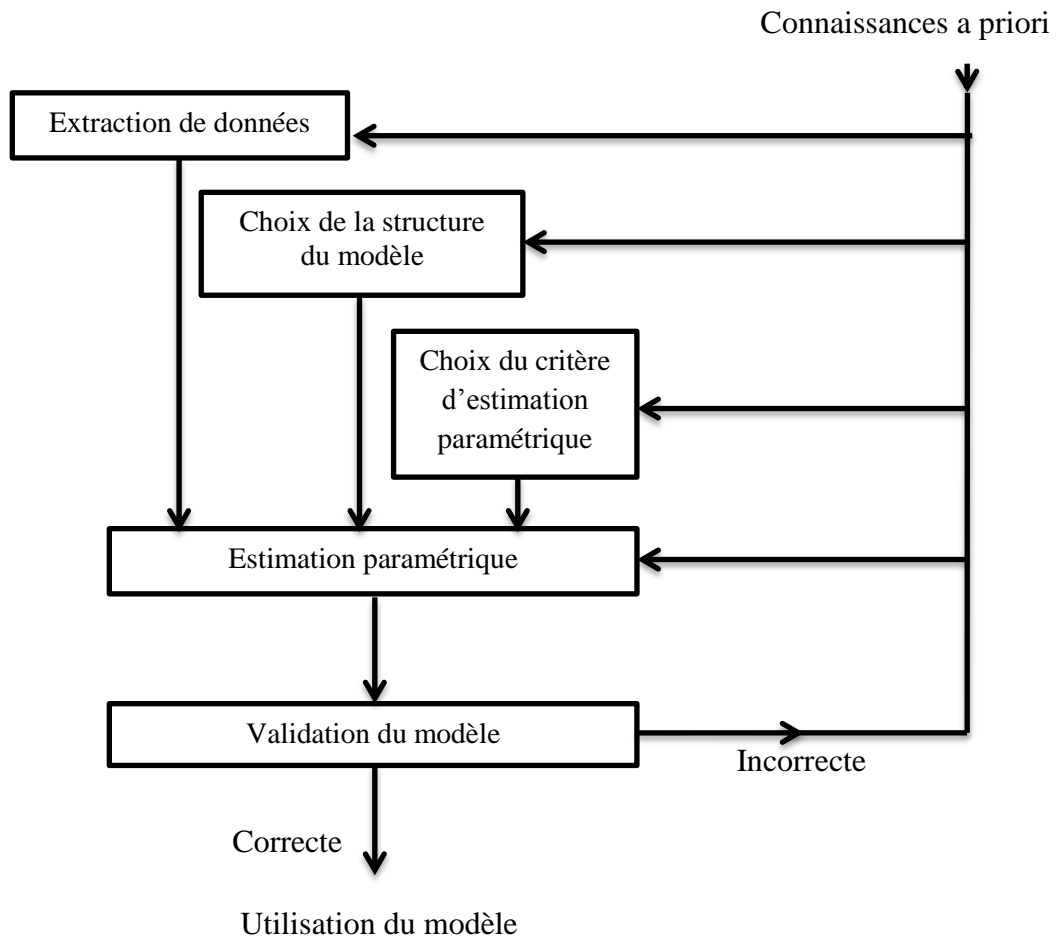 Connaissances a priori
Extraction de données
Choix de la structure
du modèle
Choix du critère
d’estimation
paramétrique
Estimation paramétrique
Validation du modèle
Incorrecte
Correcte
Utilisation du modèle